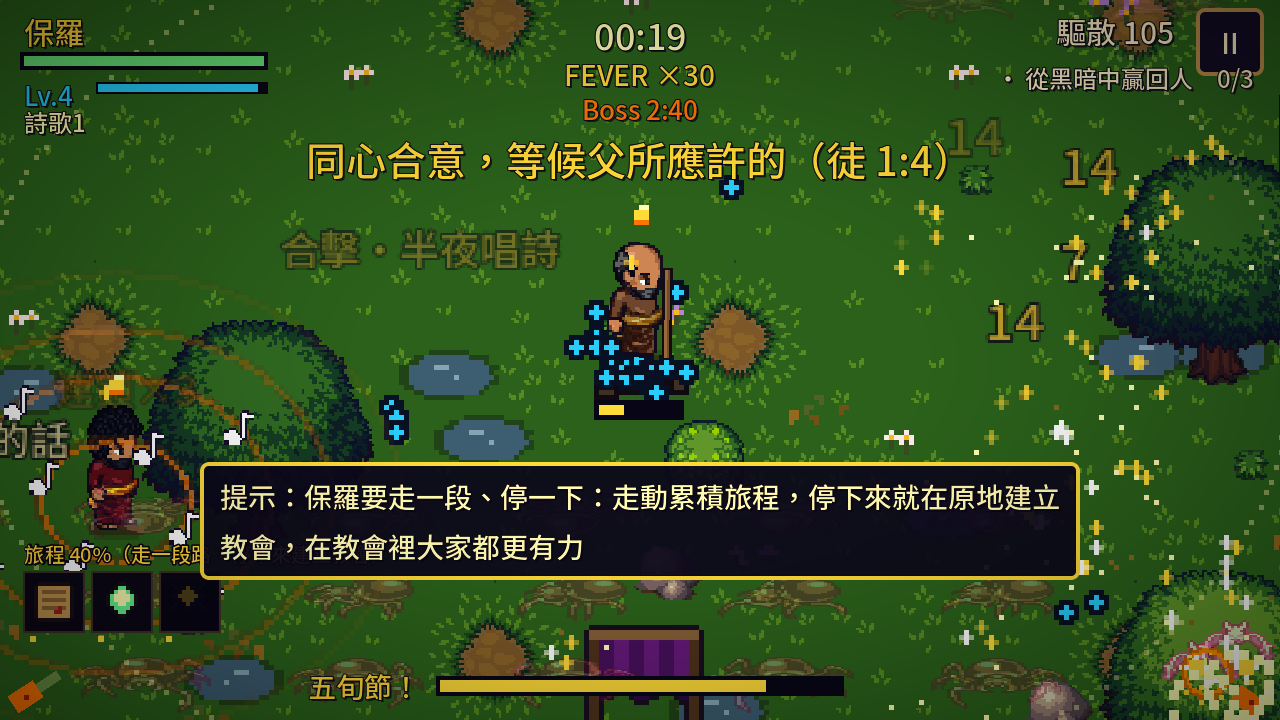 保羅
Lv.4
詩歌1
00:19
FEVER ×30
Boss 2:40
驅散 105
· 從黑暗中贏回人 0/3
同心合意，等候父所應許的（徒 1:4）
14
14
合擊·半夜唱詩
7
14
的話
提示：保羅要走一段、停一下：走動累積旅程，停下來就在原地建立
教會，在教會裡大家都更有力
旅程 40%（走一段
五旬節！